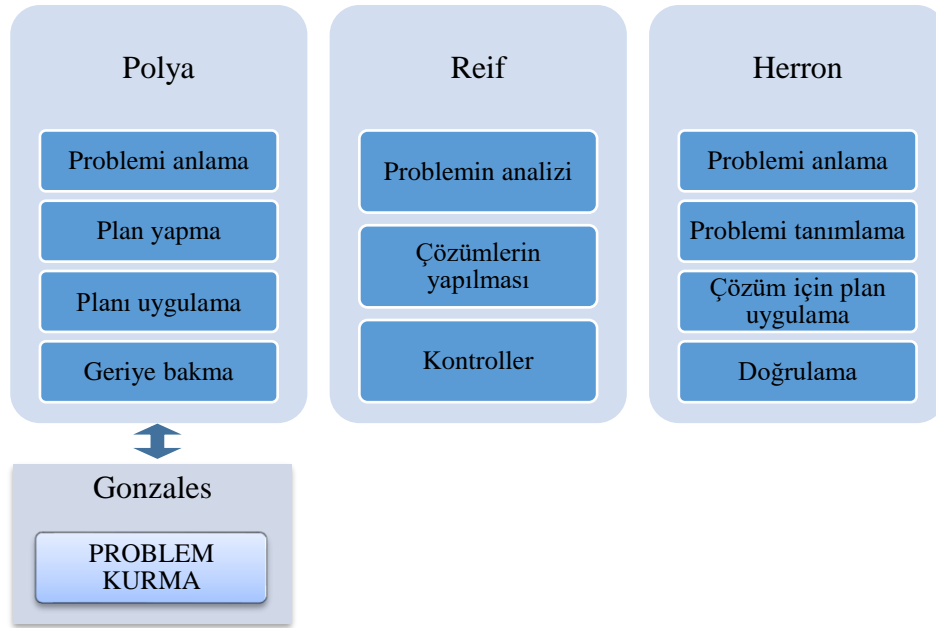 Polya
Problemi anlama
Plan yapma
Planı uygulama
Geriye bakma
Reif
Problemin analizi
Çözümlerin
yapılması
Kontroller
Herron
Problemi anlama
Problemi tanımlama
Çözüm için plan
uygulama
Doğrulama
Gonzales
PROBLEM
KURMA